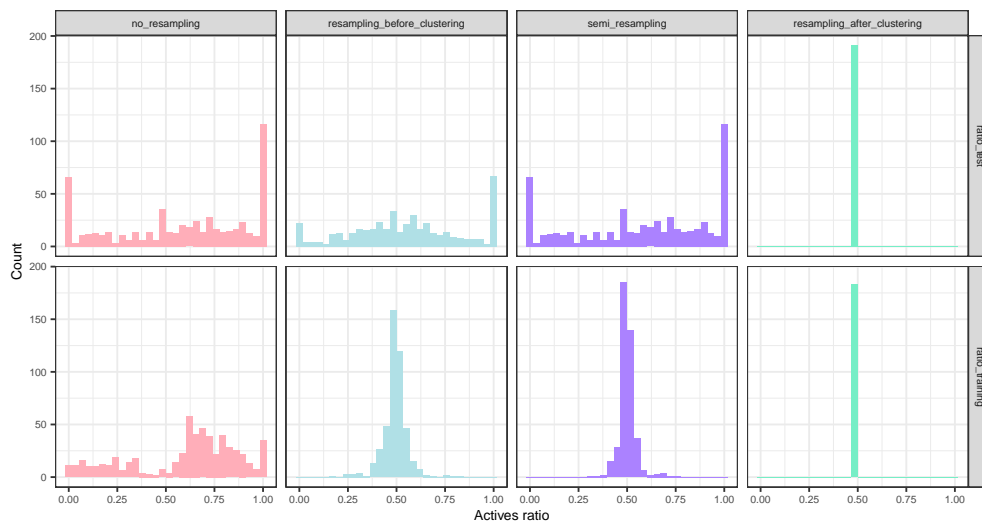 no_resampling resampling_before_clustering semi_resampling resampling_after_clustering
200
150
100
50
0
ratio_test
200
150
100
50
0
ratio_training
Count
0.00 0.25 0.50 0.75 1.00 0.00 0.25 0.50 0.75 1.00 0.00 0.25 0.50 0.75 1.00 0.00 0.25 0.50 0.75 1.00
Actives ratio